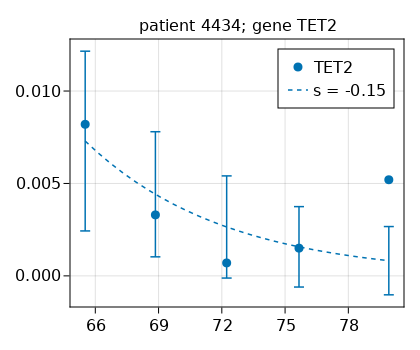 patient 4434; gene TET2
TET2
s = -0.15
0.010
0.005
0.000
66 69 72 75 78